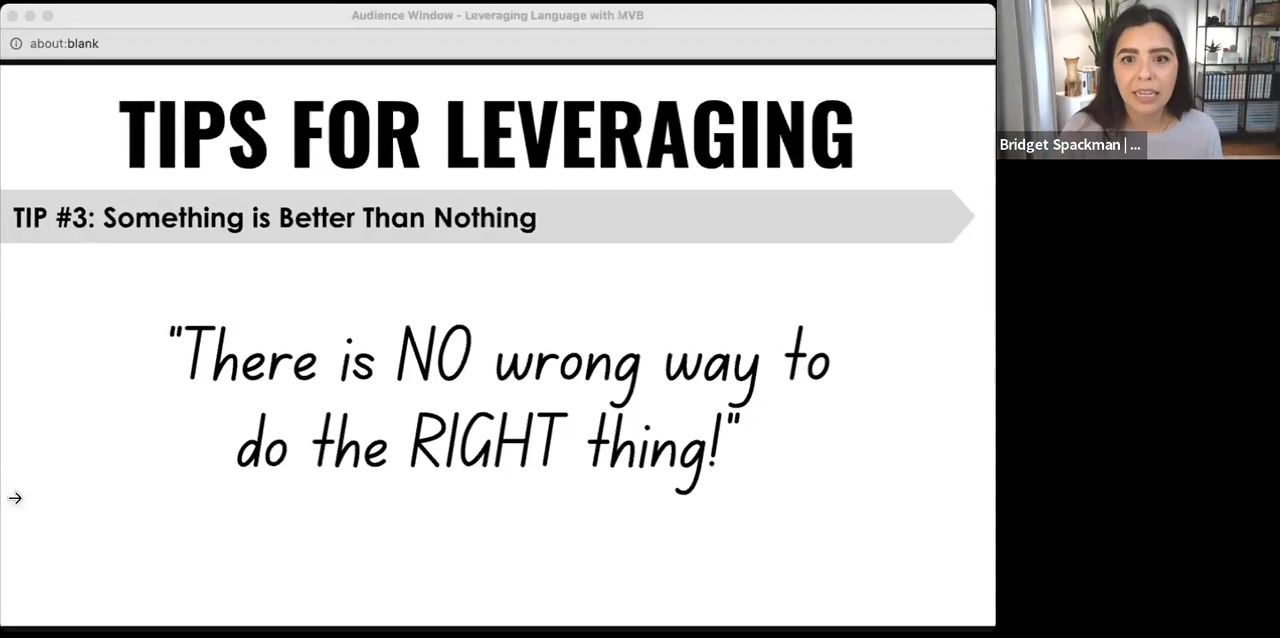 Audience Window - Leveraging Language with MVB
about:blank
TIPS FOR LEVERAGING
TIP #3: Something is Better Than Nothing
"There is NO wrong way to
do the RIGHT thing!"
Bridget Spackman | ...